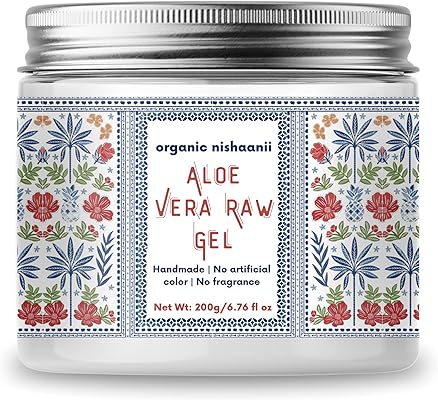 organic nishaanii
ALOE
VERA RAW
GEL
Handmade | No artificial
color | No fragrance
Net Wt: 200g/6.76 fl oz